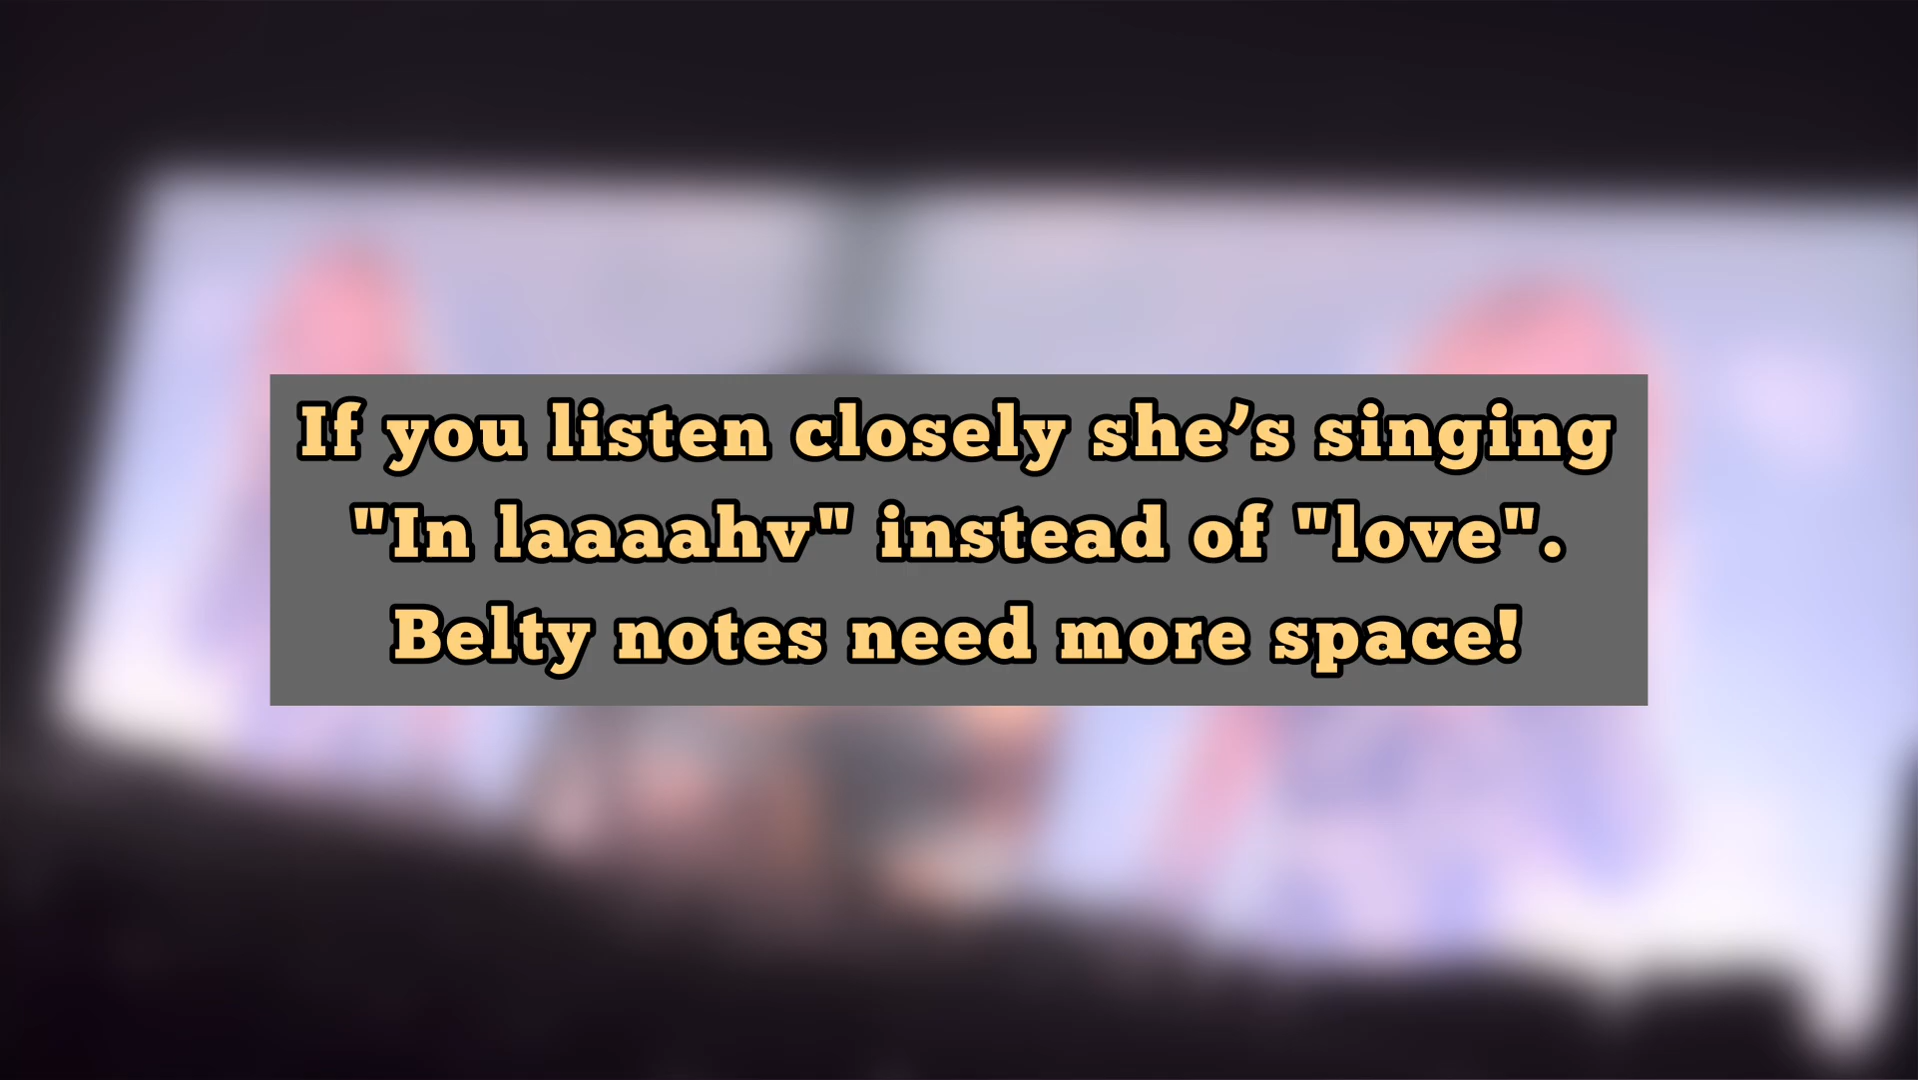 If you listen closely she’s singing
"In laaaahv" instead of "love".
Belty notes need more space!